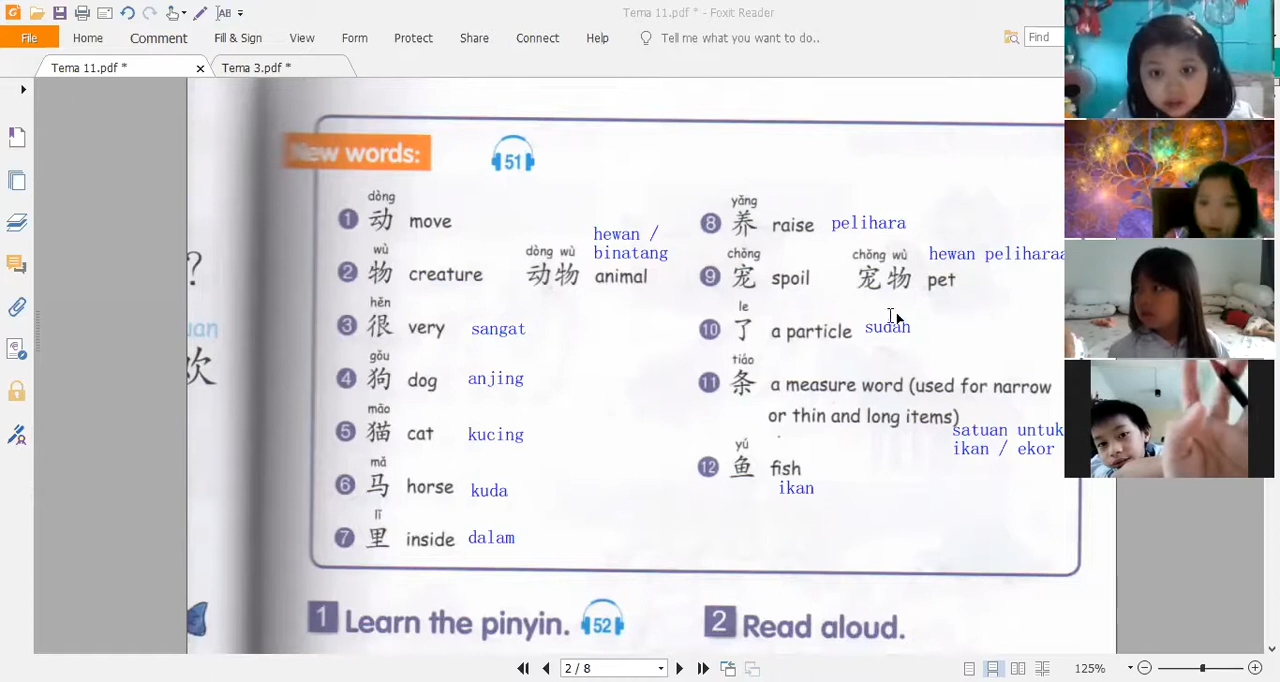 Tema 11.pdf * - Foxit Reader
File
Home
Comment
Fill & Sign
View
Form
Protect
Share
Connect
Help
Tell me what you want to do..
Find
Tema 11.pdf *
Tema 3.pdf *
New words:
51
dòng
1 动 move
wù
2 物 creature
dòng wù
动物 animal
hewan /
binatang
hěn
3 很 very sangat
gǒu
4 狗 dog anjing
māo
5 猫 cat kucing
mǎ
6 马 horse kuda
lǐ
7 里 inside dalam
yǎng
8 养 raise pelihara
chǒng
9 宠 spoil
chǒng wù
宠物 pet
hewan peliharaa
le
10 了 a particle sudah
tiáo
11 条 a measure word (used for narrow
or thin and long items)
satuan untuk
ikan / ekor
yú
12 鱼 fish
ikan
?
uan
欢
1 Learn the pinyin. 52
2 Read aloud.
2 / 8
125%